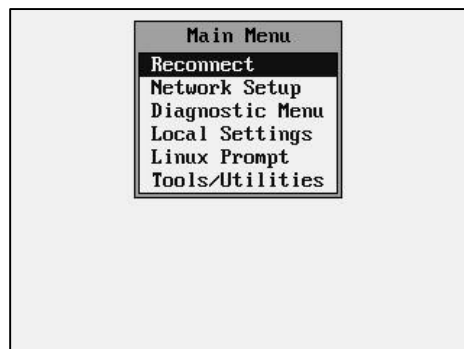 Main Menu
Reconnect
Network Setup
Diagnostic Menu
Local Settings
Linux Prompt
Tools/Utilities